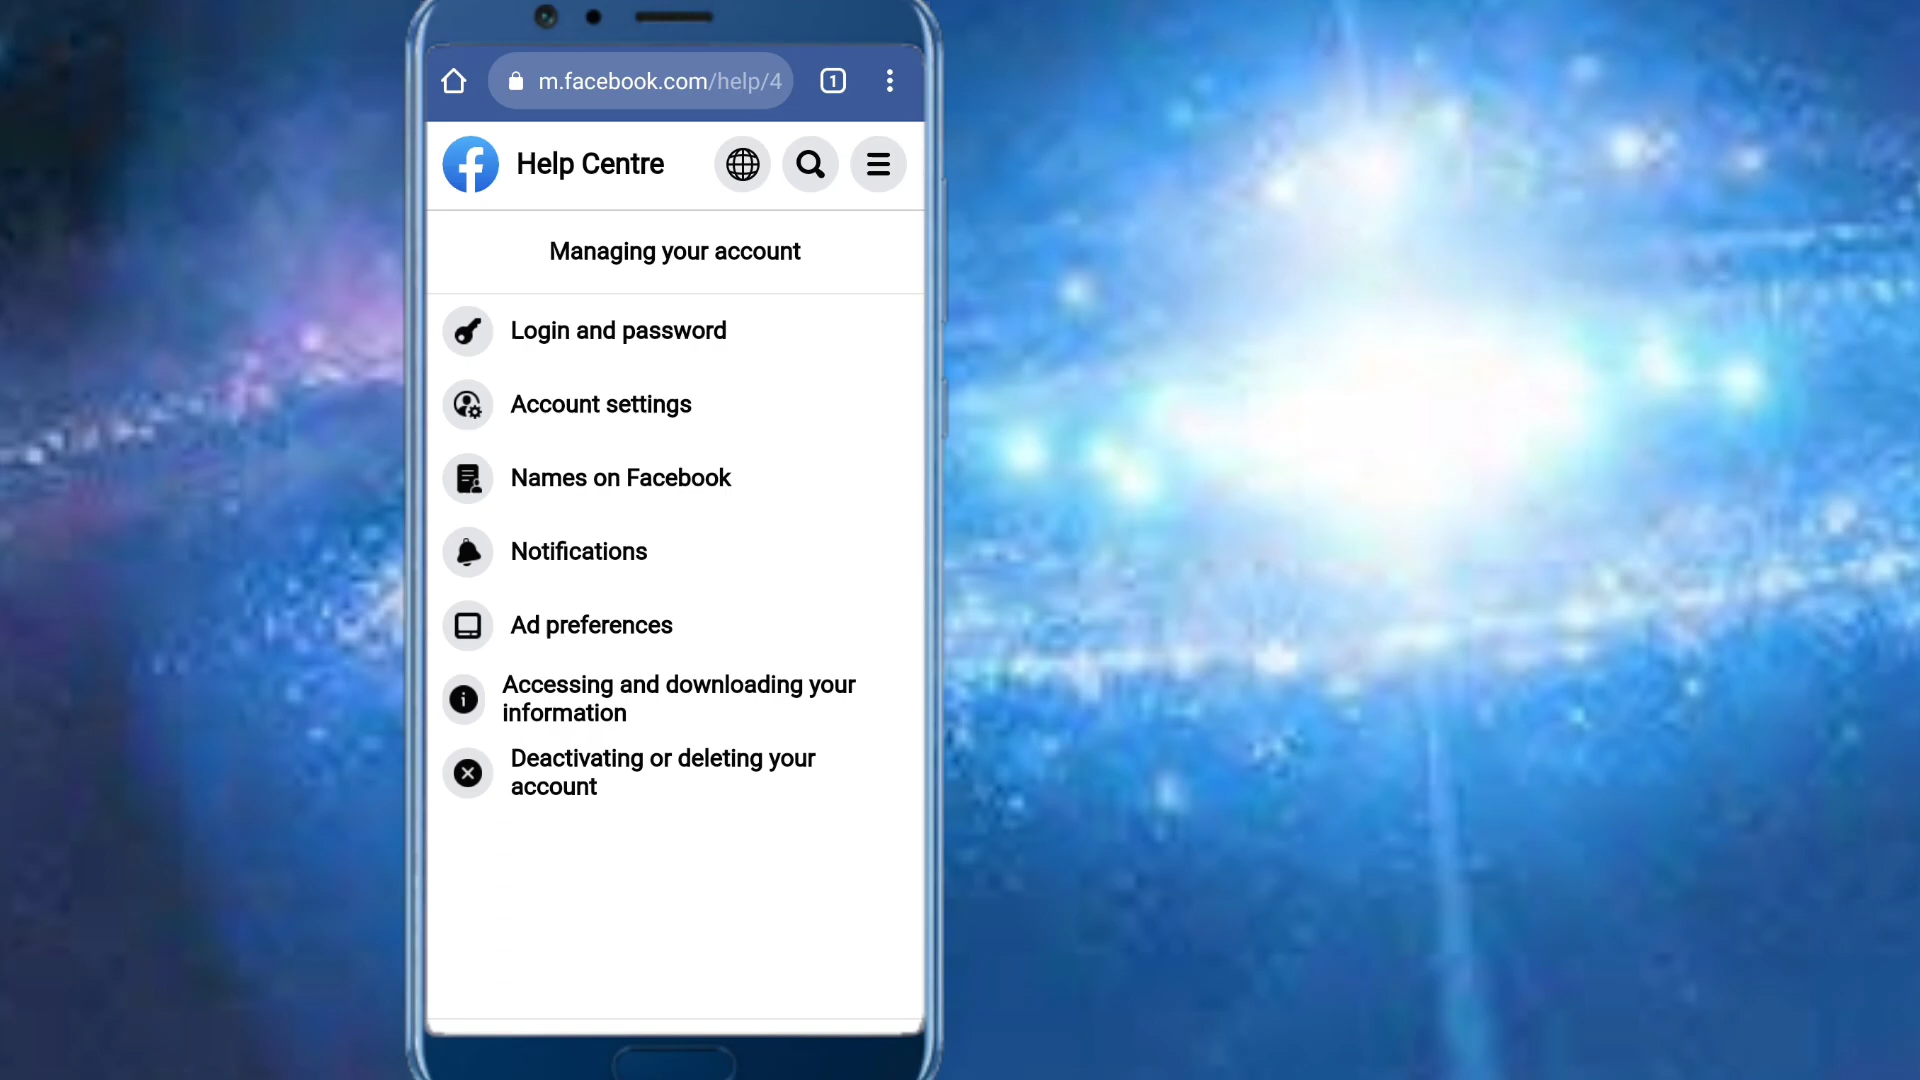 m.facebook.com/help/4
1
Help Centre
Managing your account
Login and password
Account settings
Names on Facebook
Notifications
Ad preferences
Accessing and downloading your
information
Deactivating or deleting your
account